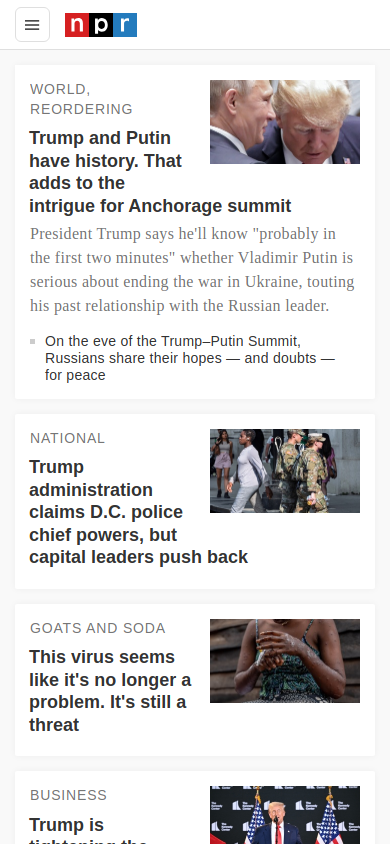 npr
WORLD,
REORDERING
Trump and Putin
have history. That
adds to the
intrigue for Anchorage summit
President Trump says he'll know "probably in
the first two minutes" whether Vladimir Putin is
serious about ending the war in Ukraine, touting
his past relationship with the Russian leader.
On the eve of the Trump–Putin Summit,
Russians share their hopes — and doubts —
for peace
NATIONAL
Trump
administration
claims D.C. police
chief powers, but
capital leaders push back
GOATS AND SODA
This virus seems
like it's no longer a
problem. It's still a
threat
BUSINESS
Trump is
tightening the